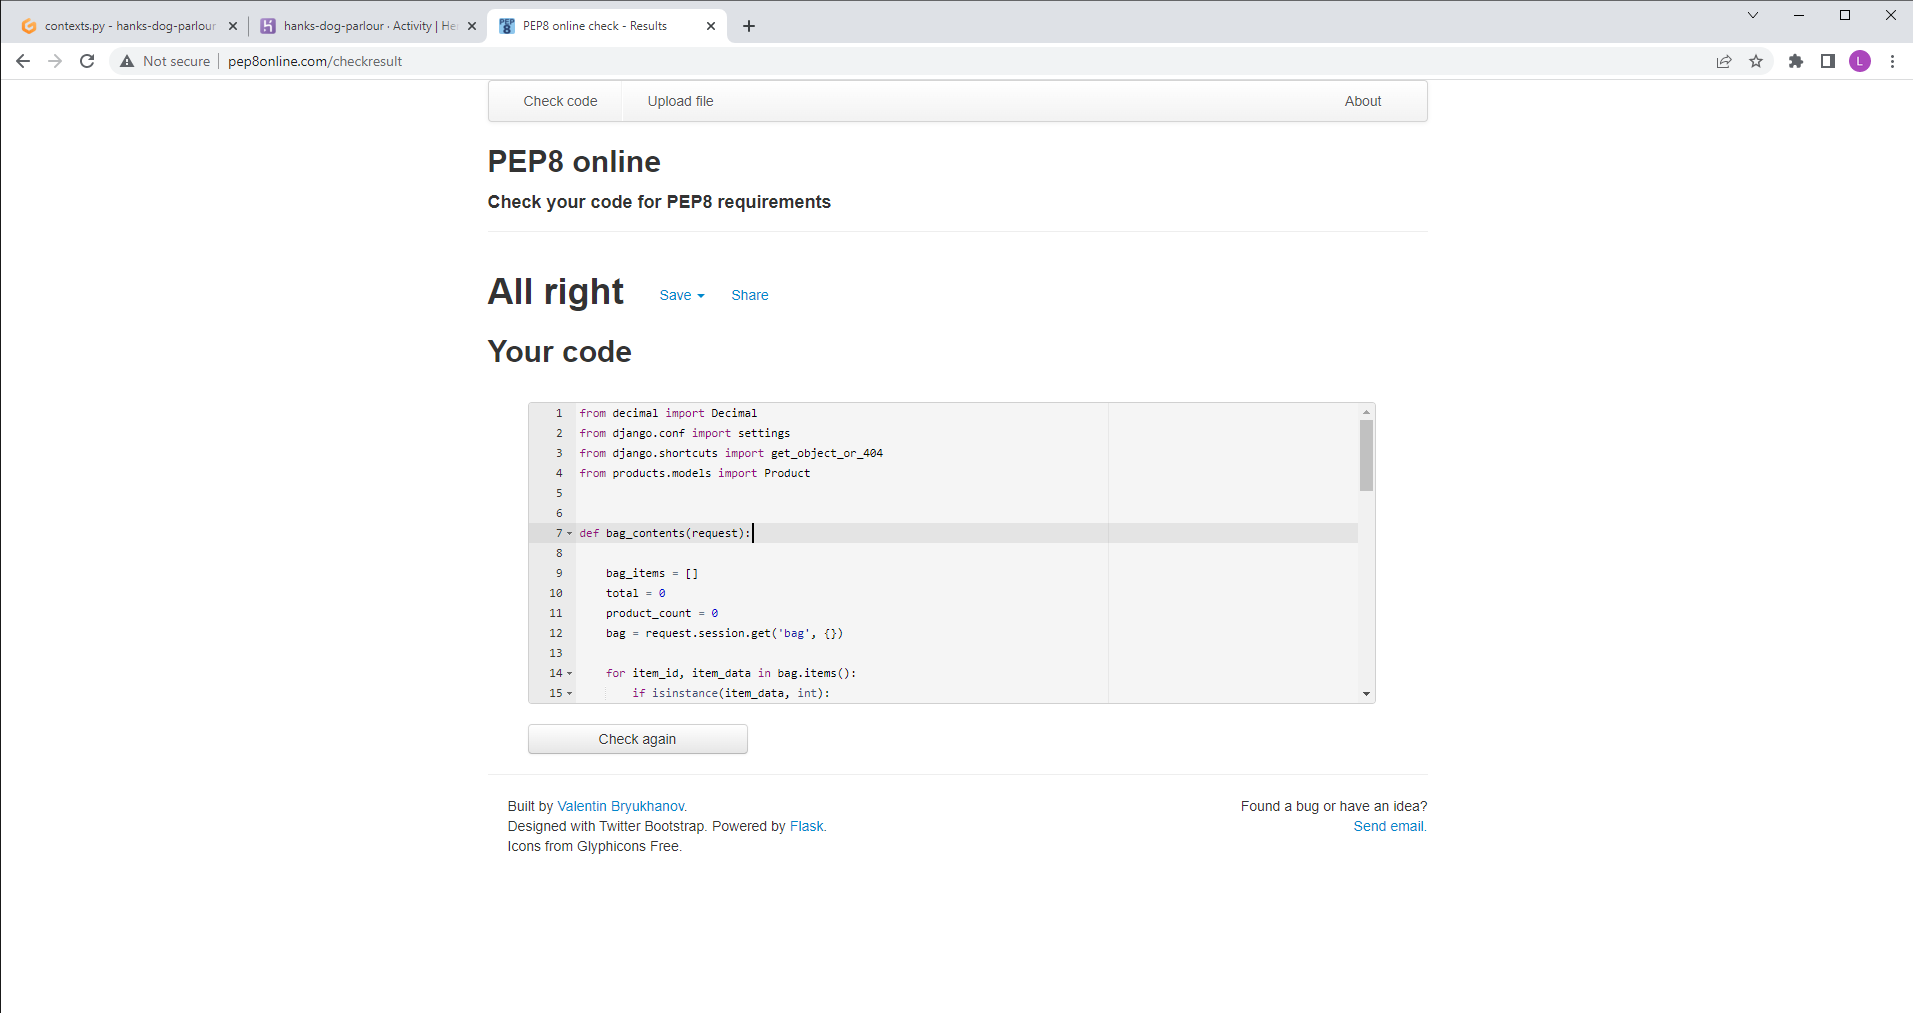 contexts.py - hanks-dog-parlour
hanks-dog-parlour · Activity | He
PEP8 online check - Results
Not secure
pep8online.com/checkresult
L
Check code
Upload file
About
PEP8 online
Check your code for PEP8 requirements
All right
Save
Share
Your code
1 from decimal import Decimal
2 from django.conf import settings
3 from django.shortcuts import get_object_or_404
4 from products.models import Product
5
6
7 def bag_contents(request):
8
9 bag_items = []
10 total = 0
11 product_count = 0
12 bag = request.session.get('bag', {})
13
14 for item_id, item_data in bag.items():
15 if isinstance(item_data, int):
Check again
Built by Valentin Bryukhanov.
Designed with Twitter Bootstrap. Powered by Flask.
Icons from Glyphicons Free.
Found a bug or have an idea?
Send email.